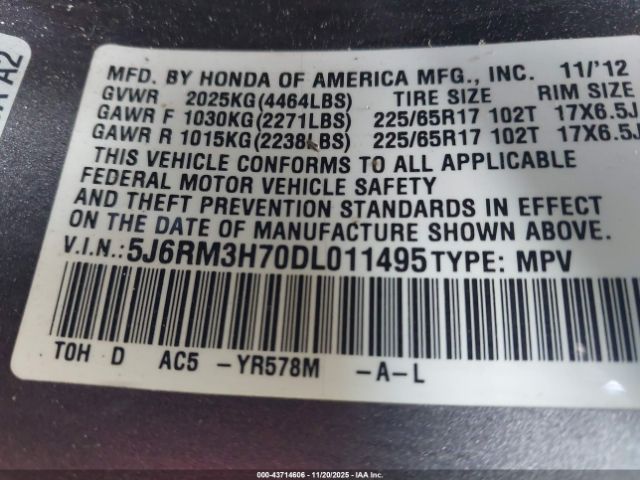 MFD. BY HONDA OF AMERICA MFG., INC. 11/'12
GVWR 2025KG(4464LBS) TIRE SIZE RIM SIZE
GAWR F 1030KG(2271LBS) 225/65R17 102T 17X6.5J
GAWR R 1015KG(2238LBS) 225/65R17 102T 17X6.5J
THIS VEHICLE CONFORMS TO ALL APPLICABLE
FEDERAL MOTOR VEHICLE SAFETY
AND THEFT PREVENTION STANDARDS IN EFFECT
ON THE DATE OF MANUFACTURE SHOWN ABOVE.
V.I.N.: 5J6RM3H70DL011495 TYPE: MPV
TOH D AC5 -YR578M -A-L
A2
000-43714606 - 11/20/2025 - IAAI.COM